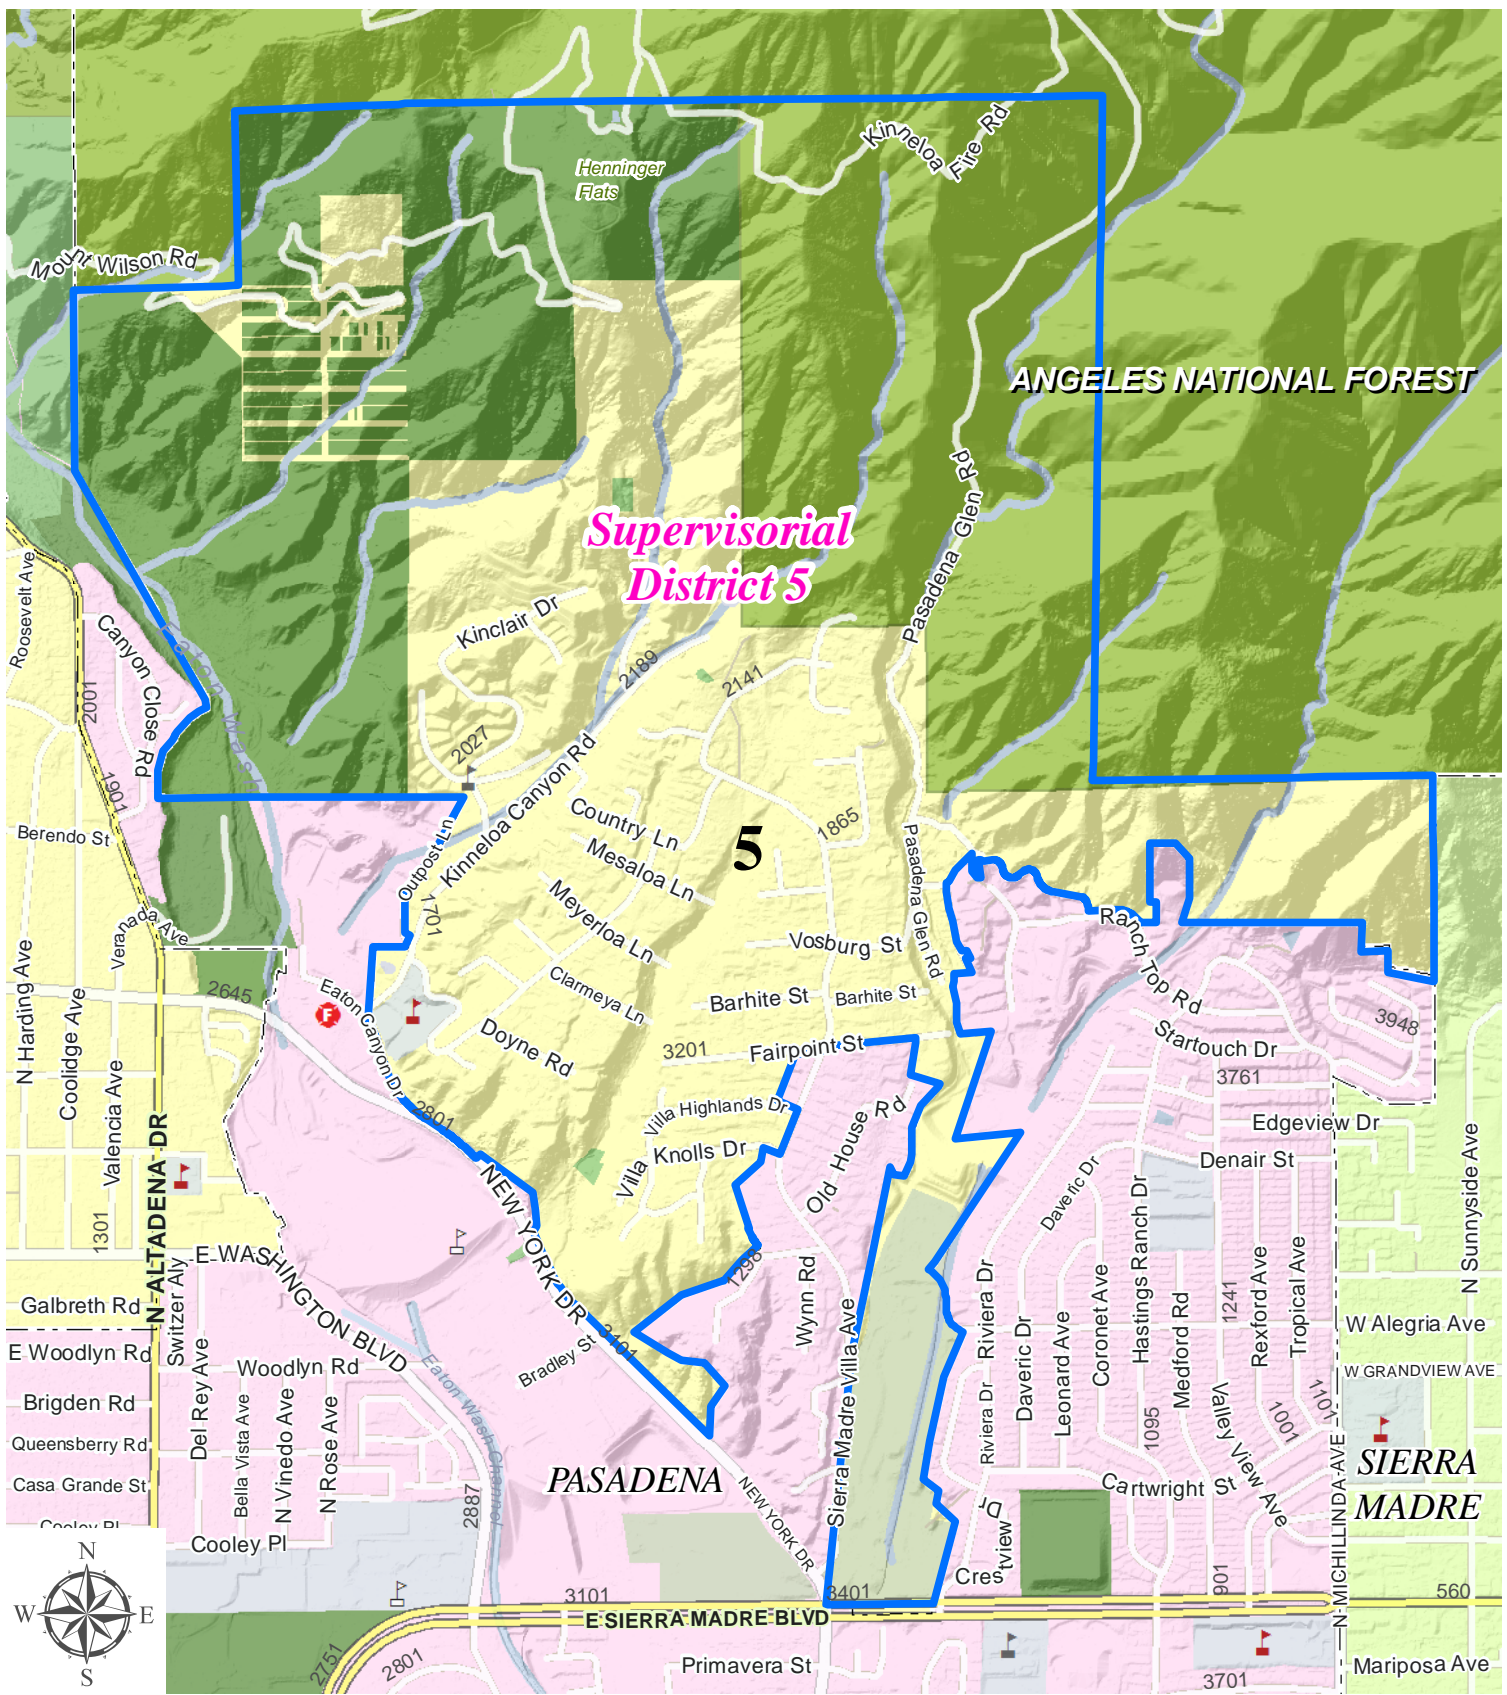 Kinneloa Fire Rd
Henninger
Flats
Mount Wilson Rd
ANGELES NATIONAL FOREST
Pasadena Glen Rd
Supervisorial
District 5
Roosevelt Ave
Canyon Close Rd
Eaton Wash
Kinclair Dr
2189
2141
2001
2027
1901
Kinneloa Canyon Rd
Country Ln
1865
5
Berendo St
Mesaloa Ln
Outpost Ln
Pasadena Glen Rd
Meyerloa Ln
1701
Veranada Ave
Vosburg St
Ranch Top Rd
N Harding Ave
Coolidge Ave
2645
Eaton Canyon Dr
Clarmeya Ln
Barhite St
Barhite St
F
3948
Doyne Rd
3201
Fairpoint St
Startouch Dr
3761
Valencia Ave
2801
Villa Highlands Dr
Old House Rd
Edgeview Dr
Villa Knolls Dr
Denair St
N Sunnyside Ave
N ALTADENA DR
NEW YORK DR
Daveric Dr
Hastings Ranch Dr
1301
E WASHINGTON BLVD
1298
Switzer Aly
Galbreth Rd
Wynn Rd
Riviera Dr
Coronet Ave
Medford Rd
1241
Rexford Ave
Tropical Ave
W Alegria Ave
E Woodlyn Rd
Woodlyn Rd
3101
Bradley St
Daveric Dr
Leonard Ave
W GRANDVIEW AVE
Brigden Rd
Del Rey Ave
Bella Vista Ave
N Vinedo Ave
N Rose Ave
Eaton Wash Channel
Sierra Madre Villa Ave
Riviera Dr
1095
Valley View Ave
1001
1101
Queensberry Rd
Casa Grande St
PASADENA
Cartwright St
SIERRA
MADRE
Cooley Pl
Cooley Pl
2887
NEW YORK DR
Crestview Dr
N MICHILLINDA AVE
901
N
W
E
S
3101
3401
560
E SIERRA MADRE BLVD
2751
2801
Primavera St
3701
Mariposa Ave